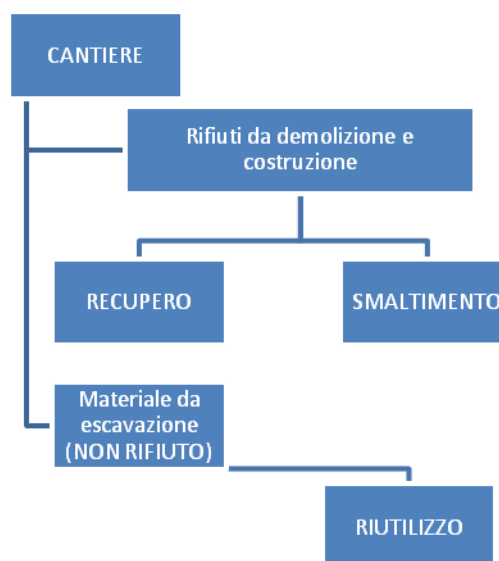 CANTIERE
Rifiuti da demolizione e
costruzione
RECUPERO
SMALTIMENTO
Materiale da
escavazione
(NON RIFIUTO)
RIUTILIZZO